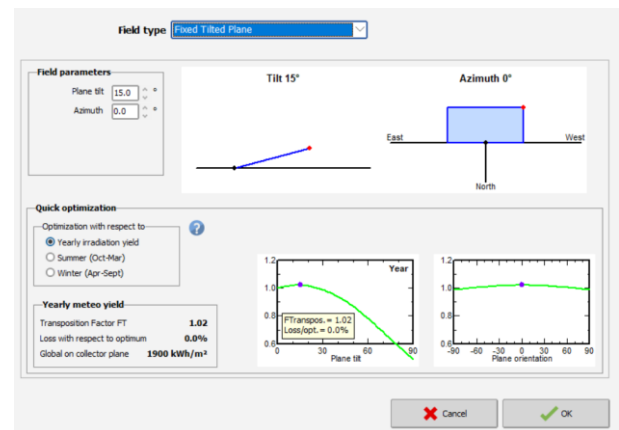 Field type Fixed Tilted Plane
Field parameters
Plane tilt 15.0 °
Azimuth 0.0 °
Tilt 15°
Azimuth 0°
East West
North
Quick optimization
Optimization with respect to
Yearly irradiation yield
Summer (Oct-Mar)
Winter (Apr-Sept)
?
Yearly meteo yield
Transposition Factor FT 1.02
Loss with respect to optimum 0.0%
Global on collector plane 1900 kWh/m²
Year
1.2
1.0
0.8
0.6
FTranspos. = 1.02
Loss/opt. = 0.0%
0 30 60 90
Plane tilt
1.2
1.0
0.8
0.6
-90 -60 -30 0 30 60 90
Plane orientation
Cancel
OK